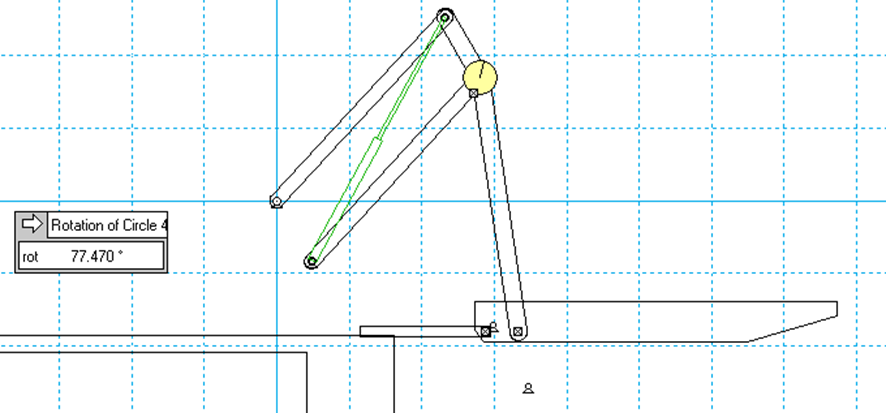 Rotation of Circle 4
rot 77.470 °